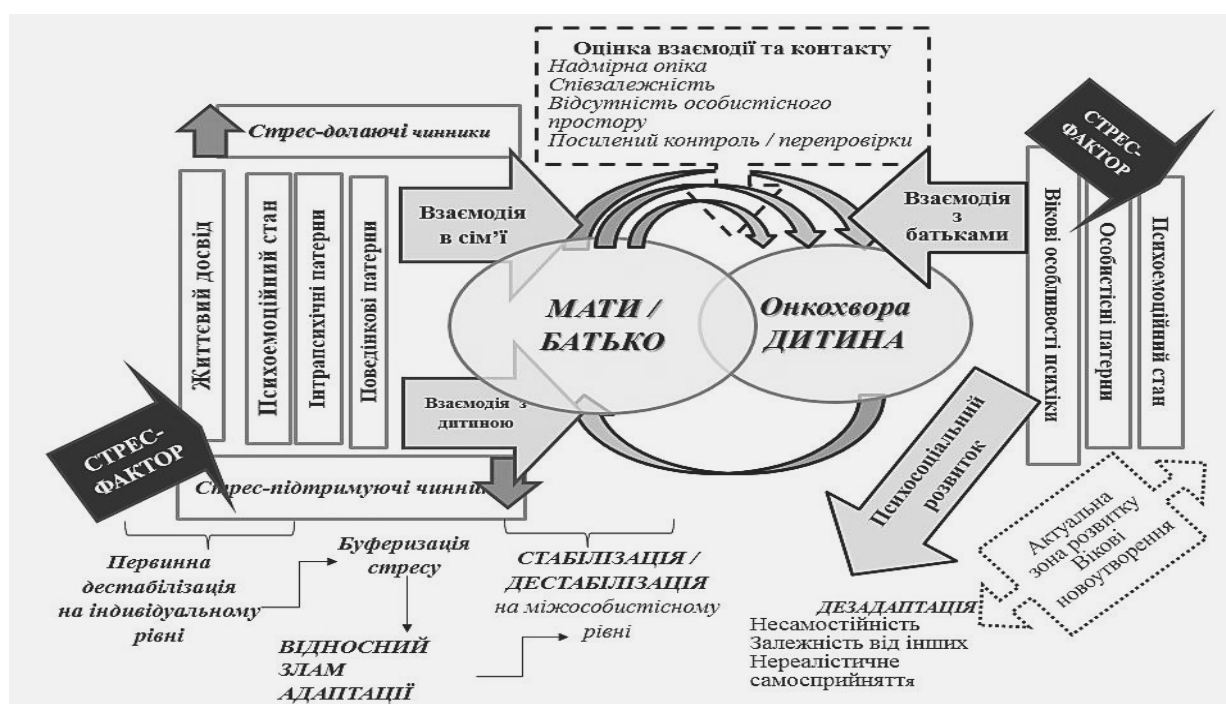 Оцінка взаємодії та контакту
Надмірна опіка
Співзалежність
Відсутність особистісного
простору
Посилений контроль / перепровірки
Стрес-долаючі чинники
СТРЕС-
ФАКТОР
Життєвий досвід
Психоемоційний стан
Інтрапсихічні патерни
Поведінкові патерни
Взаємодія
в сім’ї
Взаємодія
з
батьками
Вікові особливості психіки
Особистісні патерни
Психоемоційний стан
МАТИ /
БАТЬКО
Онкохвора
ДИТИНА
Взаємодія з
дитиною
СТРЕС-
ФАКТОР
Стрес-підтримуючі чинники
Психосоціальний
розвиток
Актуальна
зона розвитку
Вікові
новоутворення
Первинна
дестабілізація
на індивідуальному
рівні
Буферизація
стресу
ВІДНОСНИЙ
ЗЛАМ
АДАПТАЦІЇ
СТАБІЛІЗАЦІЯ /
ДЕСТАБІЛІЗАЦІЯ
на міжособистісному
рівні
ДЕЗАДАПТАЦІЯ
Несамостійність
Залежність від інших
Нереалістичне
самосприйняття